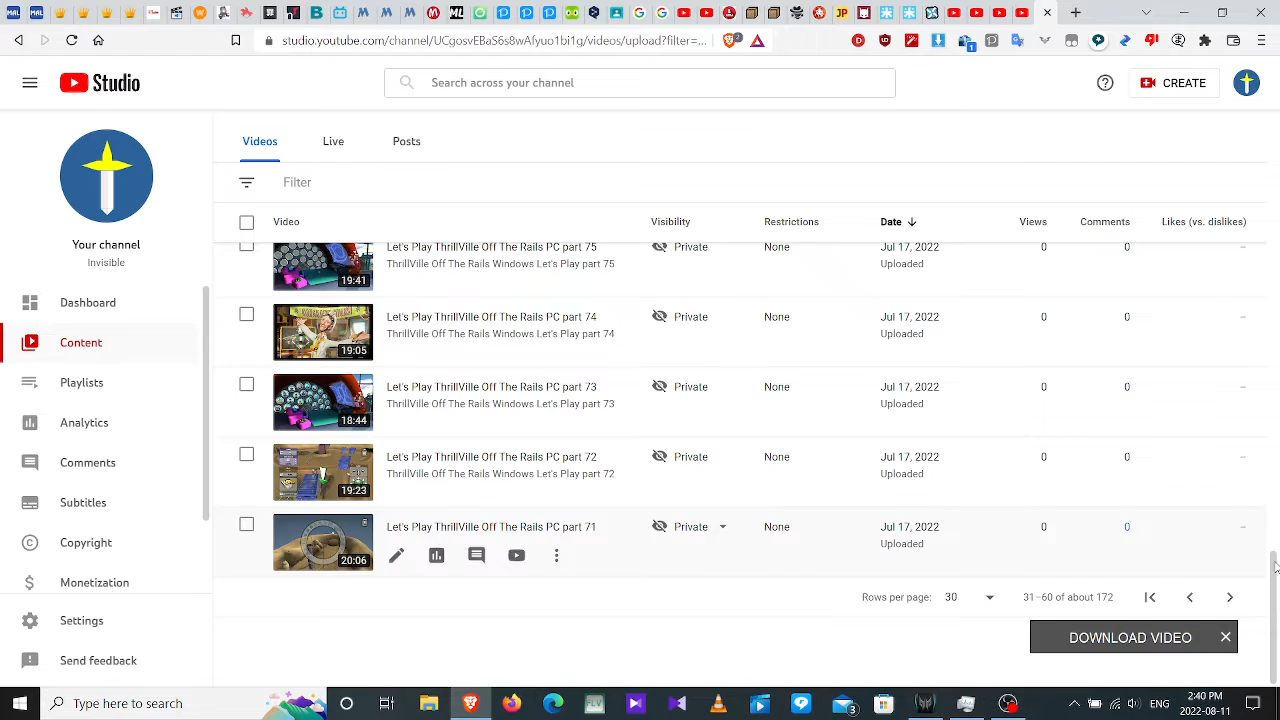 studio.youtube.com/channel/UCgosvEBaS6s8wAfyuo1bi1g/videos/upload?filter=...
2
1
Studio
Search across your channel
CREATE
Your channel
Invisible
Dashboard
Content
Playlists
Analytics
Comments
Subtitles
Copyright
Monetization
Settings
Send feedback
Videos Live Posts
Filter
Video Visibility Restrictions Date Views Comments Likes (vs. dislikes)
Let's Play ThrillVille Off The Rails PC part 75 Private None Jul 17, 2022 0 0 –
ThrillVille Off The Rails Windows Let's Play part 75 Uploaded
19:41
Let's Play ThrillVille Off The Rails PC part 74 Private None Jul 17, 2022 0 0 –
ThrillVille Off The Rails Windows Let's Play part 74 Uploaded
19:05
Let's Play ThrillVille Off The Rails PC part 73 Private None Jul 17, 2022 0 0 –
ThrillVille Off The Rails Windows Let's Play part 73 Uploaded
18:44
Let's Play ThrillVille Off The Rails PC part 72 Private None Jul 17, 2022 0 0 –
ThrillVille Off The Rails Windows Let's Play part 72 Uploaded
19:23
Let's Play ThrillVille Off The Rails PC part 71 Private None Jul 17, 2022 0 0 –
Uploaded
20:06
Rows per page: 30 31–60 of about 172
DOWNLOAD VIDEO
Type here to search
FLV
3
2:40 PM
2022-08-11